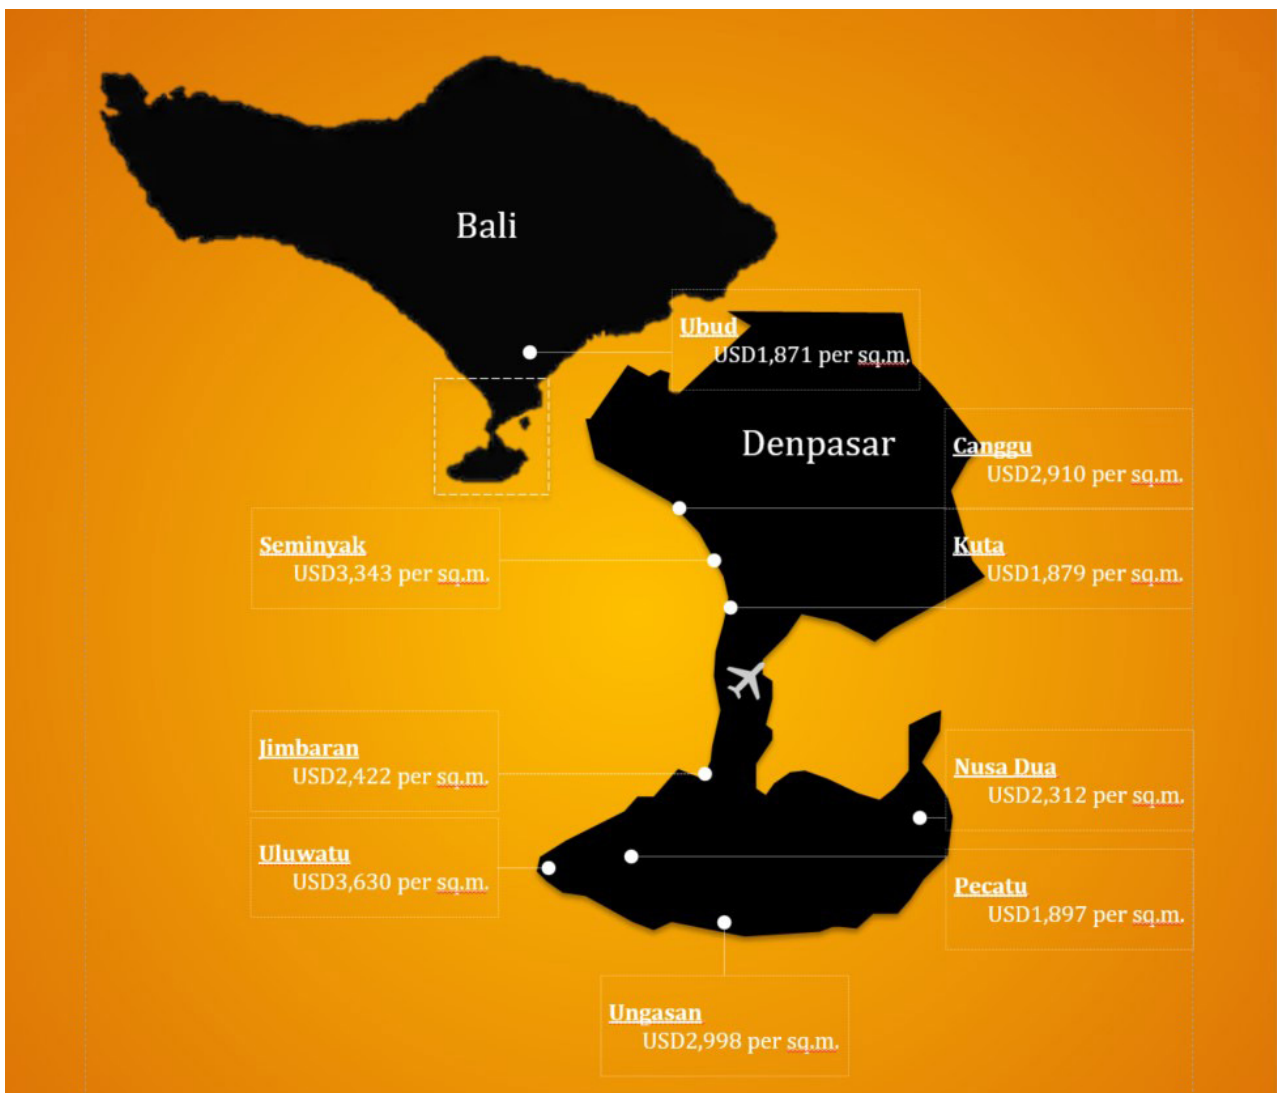 Bali
Ubud
USD1,871 per sq.m.
Denpasar
Canggu
USD2,910 per sq.m.
Seminyak
USD3,343 per sq.m.
Kuta
USD1,879 per sq.m.
Jimbaran
USD2,422 per sq.m.
Nusa Dua
USD2,312 per sq.m.
Uluwatu
USD3,630 per sq.m.
Pecatu
USD1,897 per sq.m.
Ungasan
USD2,998 per sq.m.